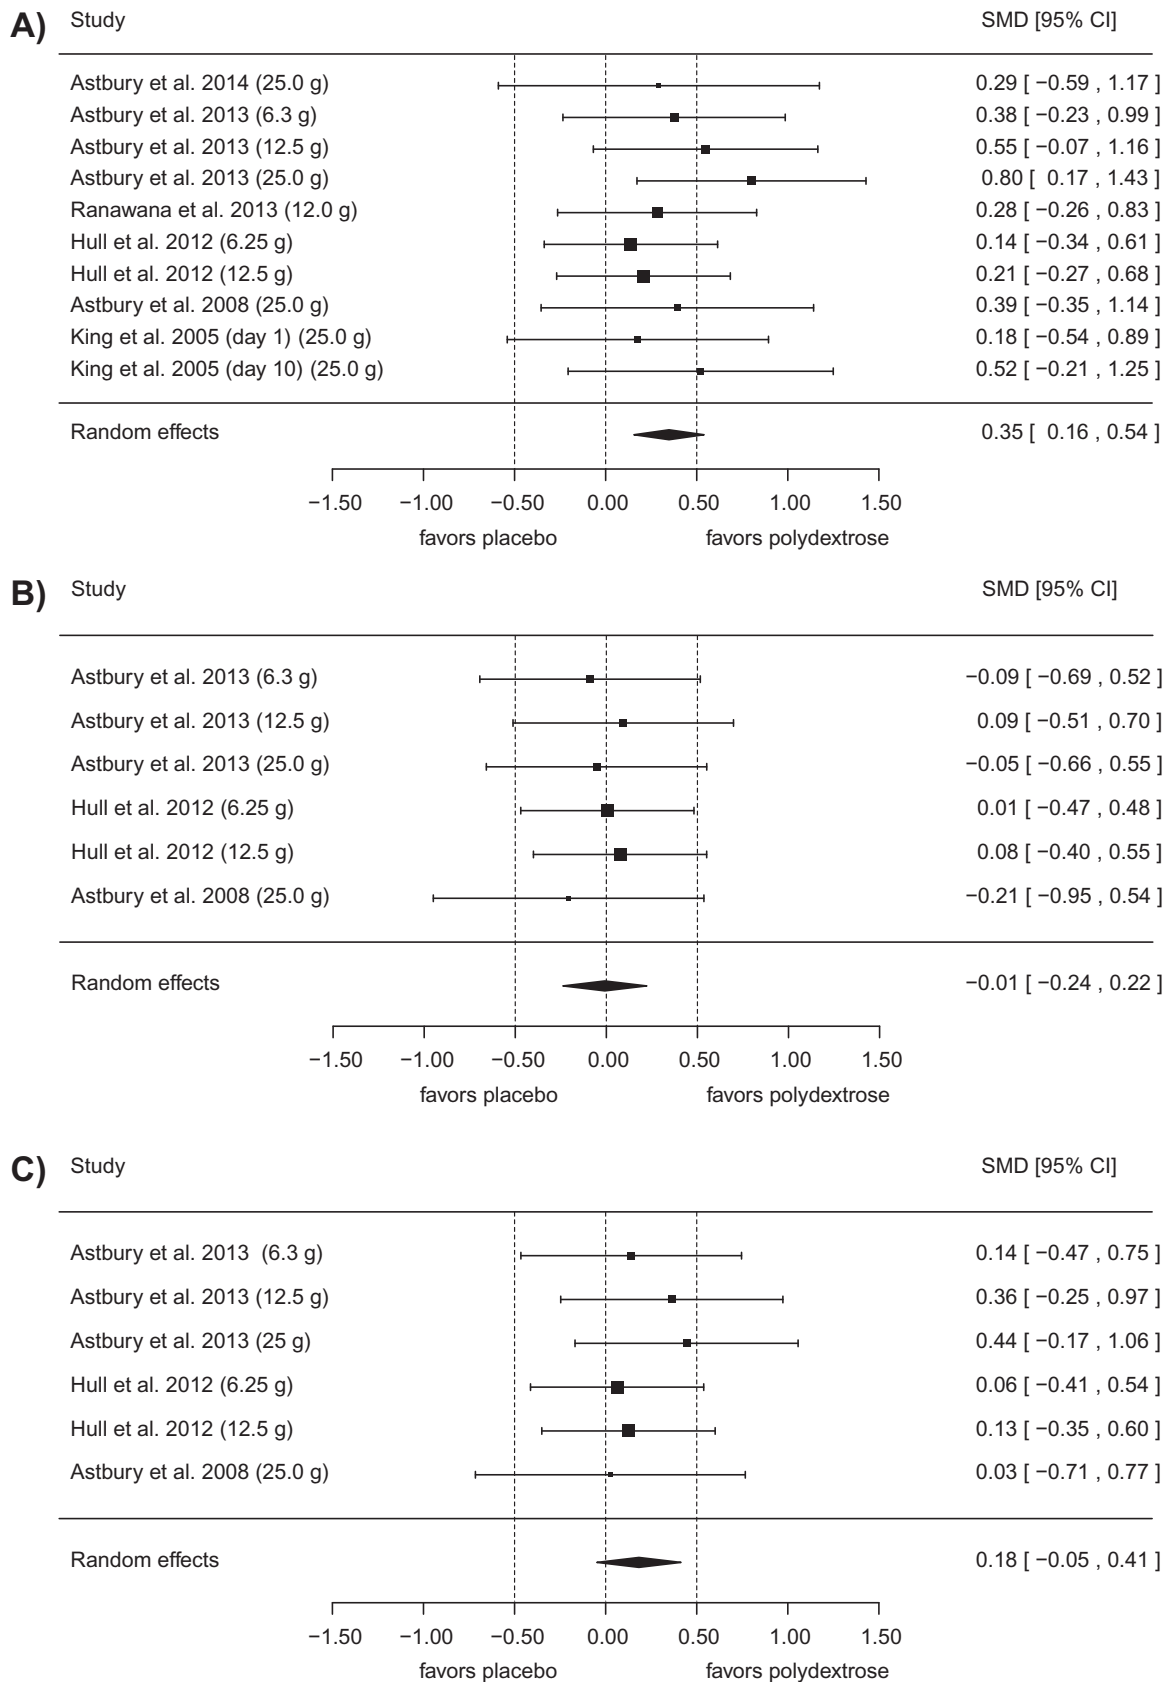 A) Study SMD [95% CI]
Astbury et al. 2014 (25.0 g) 0.29 [ −0.59 , 1.17 ]
Astbury et al. 2013 (6.3 g) 0.38 [ −0.23 , 0.99 ]
Astbury et al. 2013 (12.5 g) 0.55 [ −0.07 , 1.16 ]
Astbury et al. 2013 (25.0 g) 0.80 [ 0.17 , 1.43 ]
Ranawana et al. 2013 (12.0 g) 0.28 [ −0.26 , 0.83 ]
Hull et al. 2012 (6.25 g) 0.14 [ −0.34 , 0.61 ]
Hull et al. 2012 (12.5 g) 0.21 [ −0.27 , 0.68 ]
Astbury et al. 2008 (25.0 g) 0.39 [ −0.35 , 1.14 ]
King et al. 2005 (day 1) (25.0 g) 0.18 [ −0.54 , 0.89 ]
King et al. 2005 (day 10) (25.0 g) 0.52 [ −0.21 , 1.25 ]
Random effects 0.35 [ 0.16 , 0.54 ]
−1.50 −1.00 −0.50 0.00 0.50 1.00 1.50
favors placebo favors polydextrose
B) Study SMD [95% CI]
Astbury et al. 2013 (6.3 g) −0.09 [ −0.69 , 0.52 ]
Astbury et al. 2013 (12.5 g) 0.09 [ −0.51 , 0.70 ]
Astbury et al. 2013 (25.0 g) −0.05 [ −0.66 , 0.55 ]
Hull et al. 2012 (6.25 g) 0.01 [ −0.47 , 0.48 ]
Hull et al. 2012 (12.5 g) 0.08 [ −0.40 , 0.55 ]
Astbury et al. 2008 (25.0 g) −0.21 [ −0.95 , 0.54 ]
Random effects −0.01 [ −0.24 , 0.22 ]
−1.50 −1.00 −0.50 0.00 0.50 1.00 1.50
favors placebo favors polydextrose
C) Study SMD [95% CI]
Astbury et al. 2013 (6.3 g) 0.14 [ −0.47 , 0.75 ]
Astbury et al. 2013 (12.5 g) 0.36 [ −0.25 , 0.97 ]
Astbury et al. 2013 (25 g) 0.44 [ −0.17 , 1.06 ]
Hull et al. 2012 (6.25 g) 0.06 [ −0.41 , 0.54 ]
Hull et al. 2012 (12.5 g) 0.13 [ −0.35 , 0.60 ]
Astbury et al. 2008 (25.0 g) 0.03 [ −0.71 , 0.77 ]
Random effects 0.18 [ −0.05 , 0.41 ]
−1.50 −1.00 −0.50 0.00 0.50 1.00 1.50
favors placebo favors polydextrose